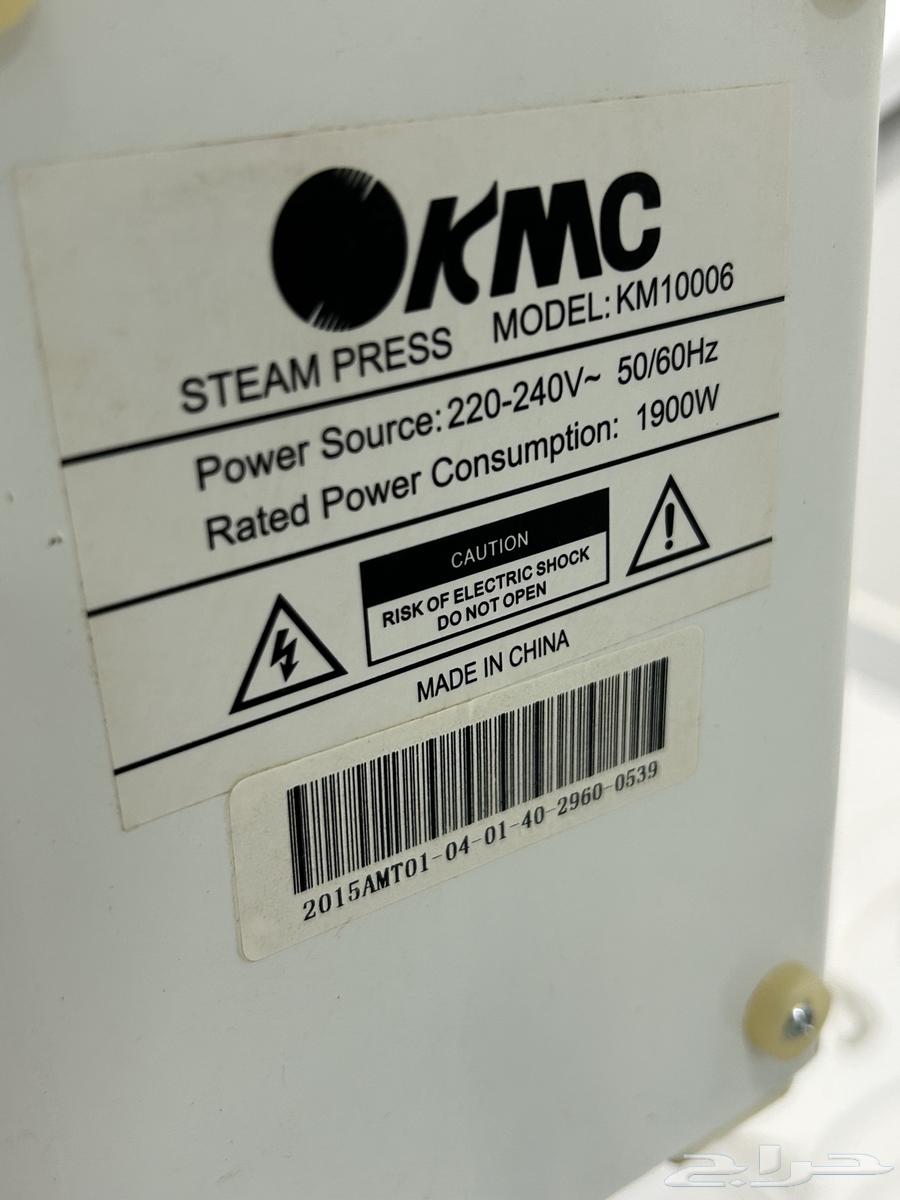 KMC
STEAM PRESS MODEL: KM10006
Power Source: 220-240V~ 50/60Hz
Rated Power Consumption: 1900W
CAUTION
RISK OF ELECTRIC SHOCK
DO NOT OPEN
MADE IN CHINA
2015AMT01-04-01-40-2960-0539
حراج